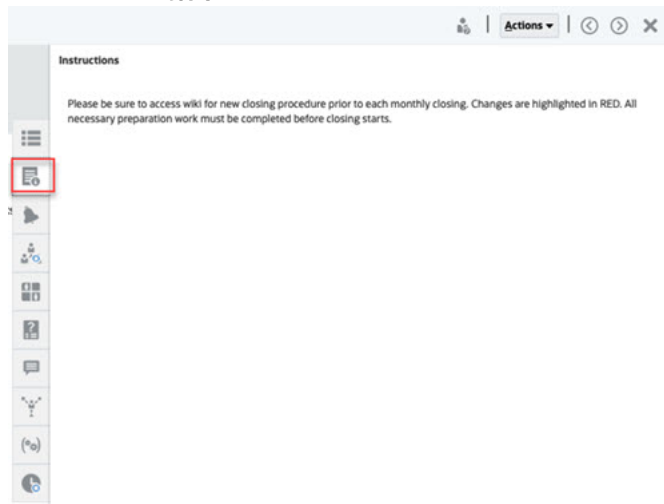 Actions
Instructions
Please be sure to access wiki for new closing procedure prior to each monthly closing. Changes are highlighted in RED. All
necessary preparation work must be completed before closing starts.